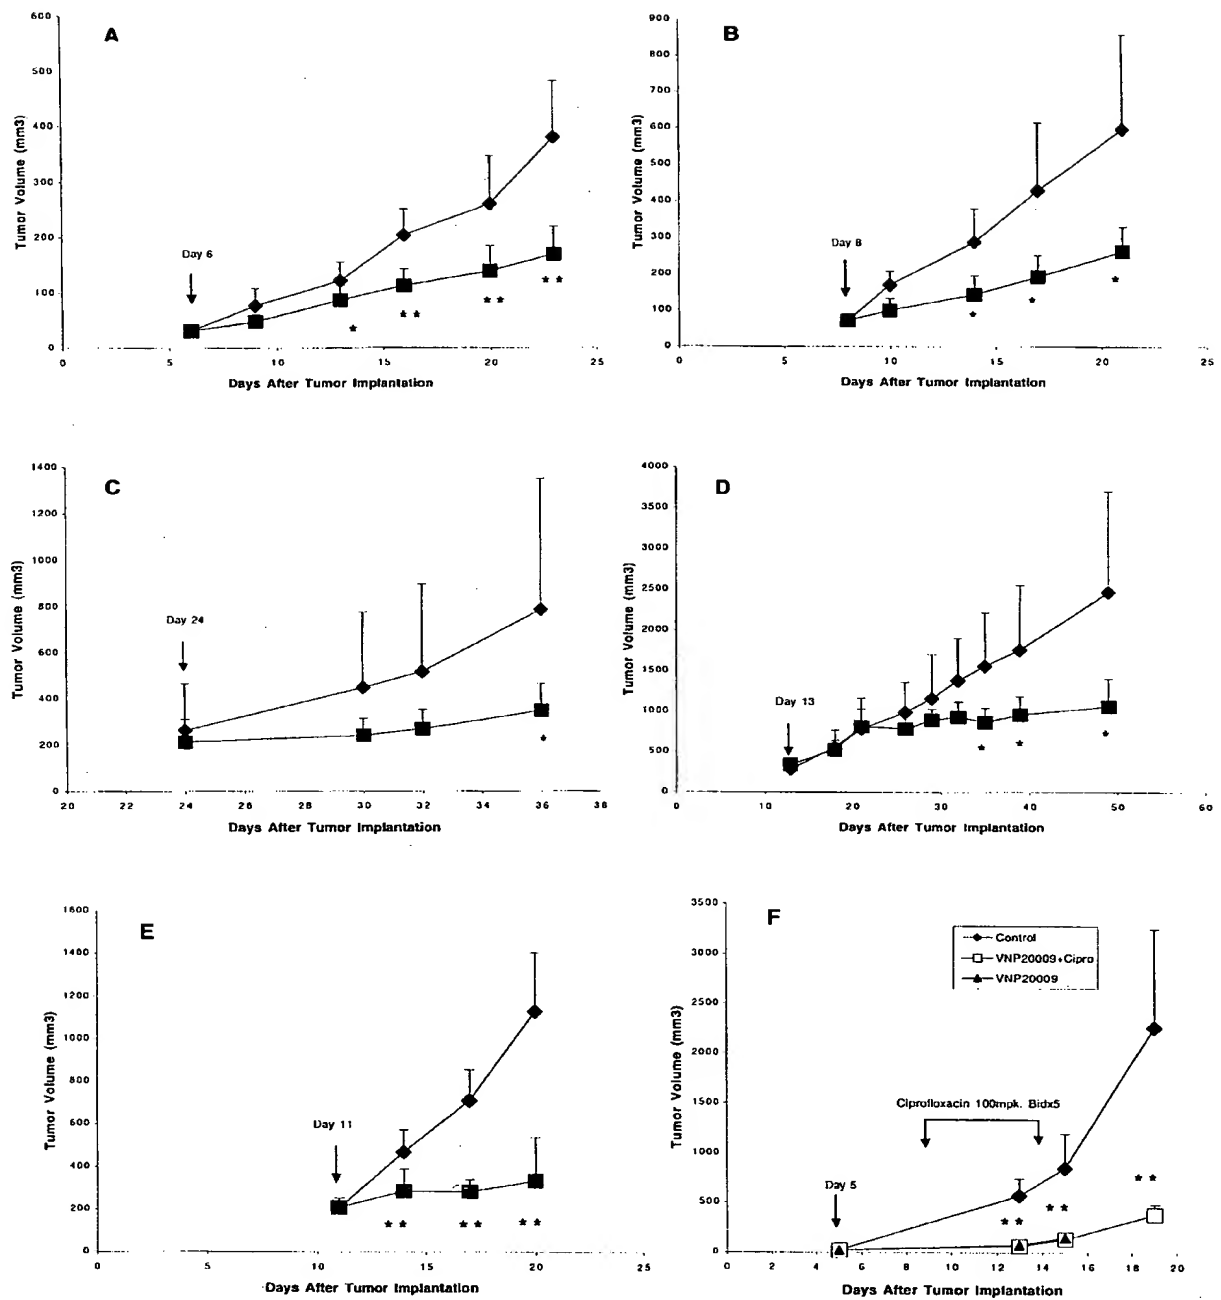 A
Tumor Volume (mm3)
600
500
400
300
200
100
0
Day 6
*
* *
* *
* *
0 5 10 15 20 25
Days After Tumor Implantation
B
Tumor Volume (mm3)
900
800
700
600
500
400
300
200
100
0
Day 8
*
*
*
0 5 10 15 20 25
Days After Tumor Implantation
C
Tumor Volume (mm3)
1400
1200
1000
800
600
400
200
0
Day 24
*
20 22 24 26 28 30 32 34 36 38
Days After Tumor Implantation
D
Tumor Volume (mm3)
4000
3500
3000
2500
2000
1500
1000
500
0
Day 13
*
*
*
0 10 20 30 40 50 60
Days After Tumor Implantation
E
Tumor Volume (mm3)
1600
1400
1200
1000
800
600
400
200
0
Day 11
* *
* *
* *
0 5 10 15 20 25
Days After Tumor Implantation
F
Tumor Volume (mm3)
3500
3000
2500
2000
1500
1000
500
0
Control
VNP20009+Cipro
VNP20009
Ciprofloxacin 100mpk. Bidx5
Day 5
* *
* *
* *
0 2 4 6 8 10 12 14 16 18 20
Days After Tumor Implantation